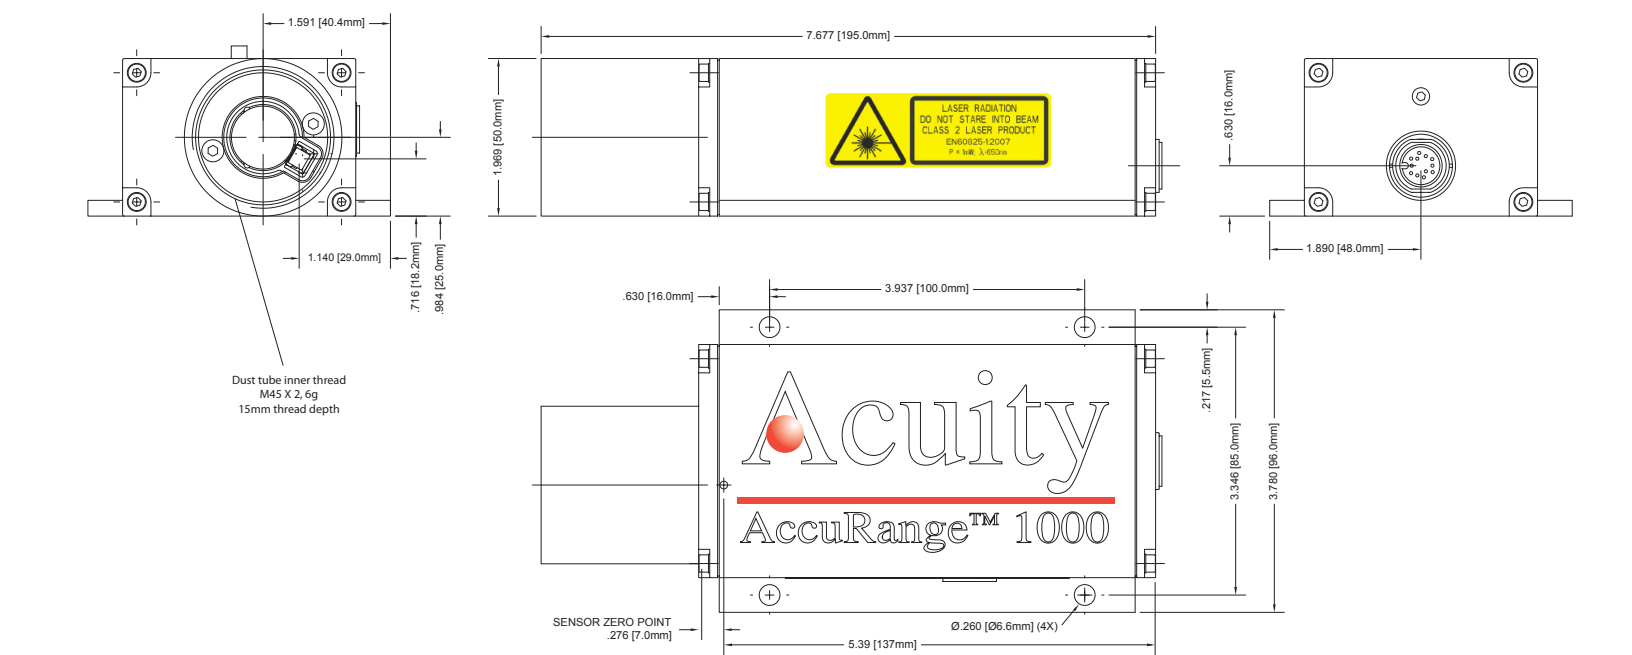 1.591 [40.4mm]
7.677 [195.0mm]
1.969 [50.0mm]
LASER RADIATION
DO NOT STARE INTO BEAM
CLASS 2 LASER PRODUCT
EN60825-1:2007
P < 1mW; λ-650nm
.630 [16.0mm]
1.890 [48.0mm]
1.140 [29.0mm]
.716 [18.2mm]
.984 [25.0mm]
Dust tube inner thread
M45 X 2, 6g
15mm thread depth
.630 [16.0mm]
3.937 [100.0mm]
.217 [5.5mm]
3.346 [85.0mm]
3.780 [96.0mm]
Acuity
AccuRange™ 1000
SENSOR ZERO POINT
.276 [7.0mm]
Ø.260 [Ø6.6mm] (4X)
5.39 [137mm]